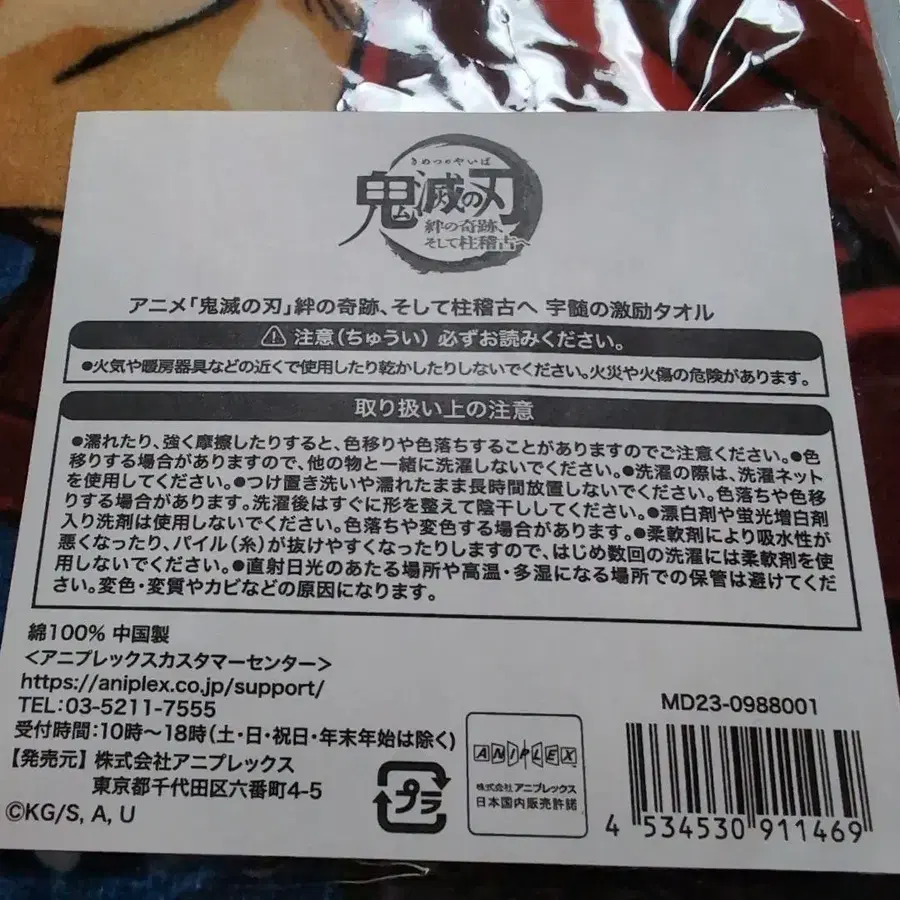 きめつのやいば
鬼滅の刃
絆の奇跡、
そして柱稽古へ
アニメ「鬼滅の刃」絆の奇跡、そして柱稽古へ 宇髄の激励タオル
注意（ちゅうい）必ずお読みください。
●火気や暖房器具などの近くで使用したり乾かしたりしないでください。火災や火傷の危険があります。
取り扱い上の注意
●濡れたり、強く摩擦したりすると、色移りや色落ちすることがありますのでご注意ください。●色
移りする場合がありますので、他の物と一緒に洗濯しないでください。●洗濯の際は、洗濯ネット
を使用してください。●つけ置き洗いや濡れたまま長時間放置しないでください。色落ちや色移
りする場合があります。洗濯後はすぐに形を整えて陰干ししてください。●漂白剤や蛍光増白剤
入り洗剤は使用しないでください。色落ちや変色する場合があります。●柔軟剤により吸水性が
悪くなったり、パイル（糸）が抜けやすくなったりしますので、はじめ数回の洗濯には柔軟剤を使
用しないでください。●直射日光のあたる場所や高温・多湿になる場所での保管は避けてくだ
さい。変色・変質やカビなどの原因になります。
綿100% 中国製
＜アニプレックスカスタマーセンター＞
https://aniplex.co.jp/support/
TEL:03-5211-7555
受付時間:10時～18時(土・日・祝日・年末年始は除く)
【発売元】株式会社アニプレックス
東京都千代田区六番町4-5
©KG/S, A, U
プラ
ANIPLEX
株式会社 アニプレックス
日本国内販売許諾
MD23-0988001
4 534530 911469